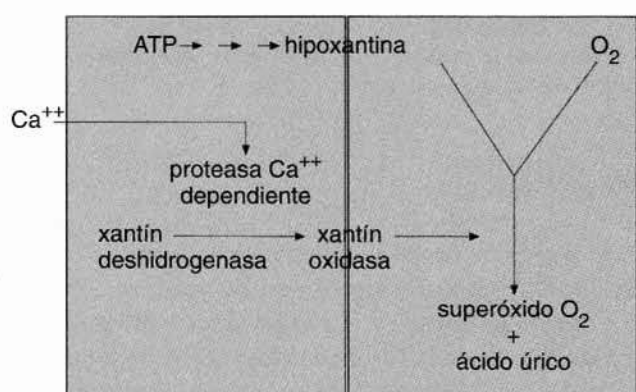 ATP → → → hipoxantina
O₂
Ca⁺⁺
proteasa Ca⁺⁺
dependiente
xantín → xantín →
deshidrogenasa oxidasa
superóxido O₂
+
ácido úrico